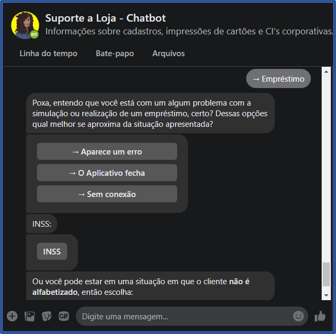 Suporte a Loja - Chatbot
Informações sobre cadastros, impressões de cartões e CI's corporativas.
Linha do tempo Bate-papo Arquivos
→ Empréstimo
Poxa, entendo que você está com um algum problema com a
simulação ou realização de um empréstimo, certo? Dessas opções
qual melhor se aproxima da situação apresentada?
→ Aparece um erro
→ O Aplicativo fecha
→ Sem conexão
INSS:
INSS
Ou você pode estar em uma situação em que o cliente não é
alfabetizado, então escolha:
GIF Digite uma mensagem...